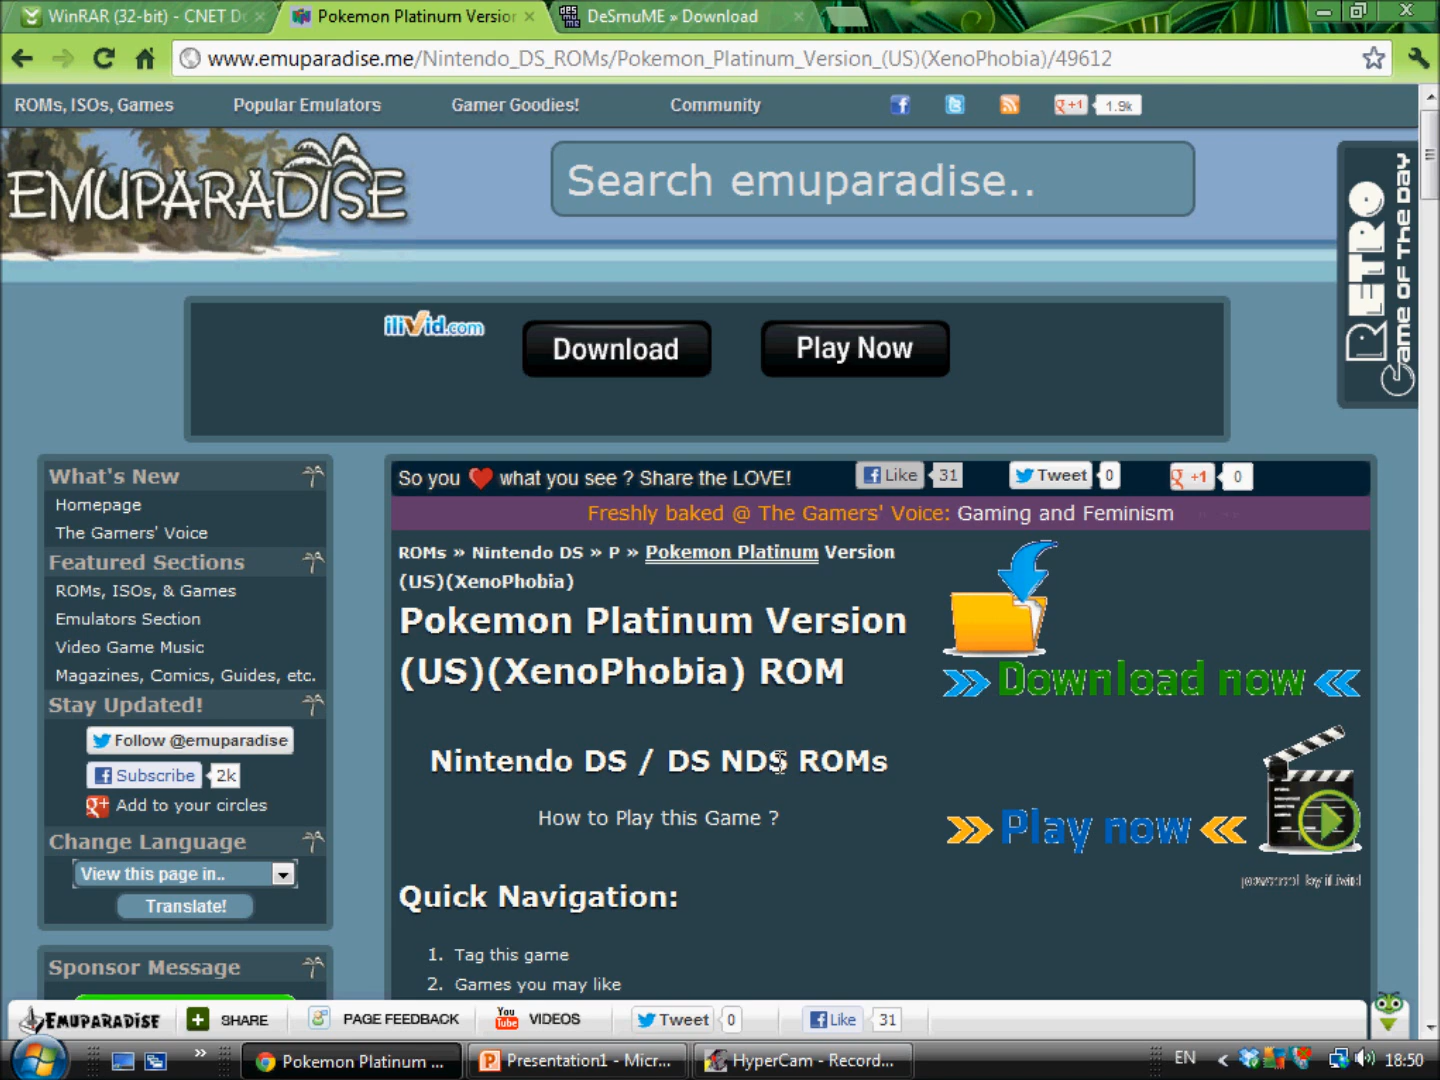 WinRAR (32-bit) - CNET Do
Pokemon Platinum Version
DeSmuME » Download
www.emuparadise.me/Nintendo_DS_ROMs/Pokemon_Platinum_Version_(US)(XenoPhobia)/49612
ROMs, ISOs, Games
Popular Emulators
Gamer Goodies!
Community
g +1
1.9k
EMUPARADISE
Search emuparadise..
RETRO
Game OF THE DAY
ilivid.com
Download
Play Now
What's New
Homepage
The Gamers' Voice
Featured Sections
ROMs, ISOs, & Games
Emulators Section
Video Game Music
Magazines, Comics, Guides, etc.
Stay Updated!
Follow @emuparadise
Subscribe 2k
Add to your circles
Change Language
View this page in..
Translate!
Sponsor Message
So you what you see ? Share the LOVE!
Like 31
Tweet 0
g +1 0
Freshly baked @ The Gamers' Voice: Gaming and Feminism
ROMs » Nintendo DS » P » Pokemon Platinum Version
(US)(XenoPhobia)
Pokemon Platinum Version
(US)(XenoPhobia) ROM
Download now
Nintendo DS / DS NDS ROMs
How to Play this Game ?
Play now
powered by ilivid
Quick Navigation:
1. Tag this game
2. Games you may like
EMUPARADISE
SHARE
PAGE FEEDBACK
You Tube VIDEOS
Tweet 0
Like 31
Pokemon Platinum ...
Presentation1 - Micr...
HyperCam - Record...
EN
18:50